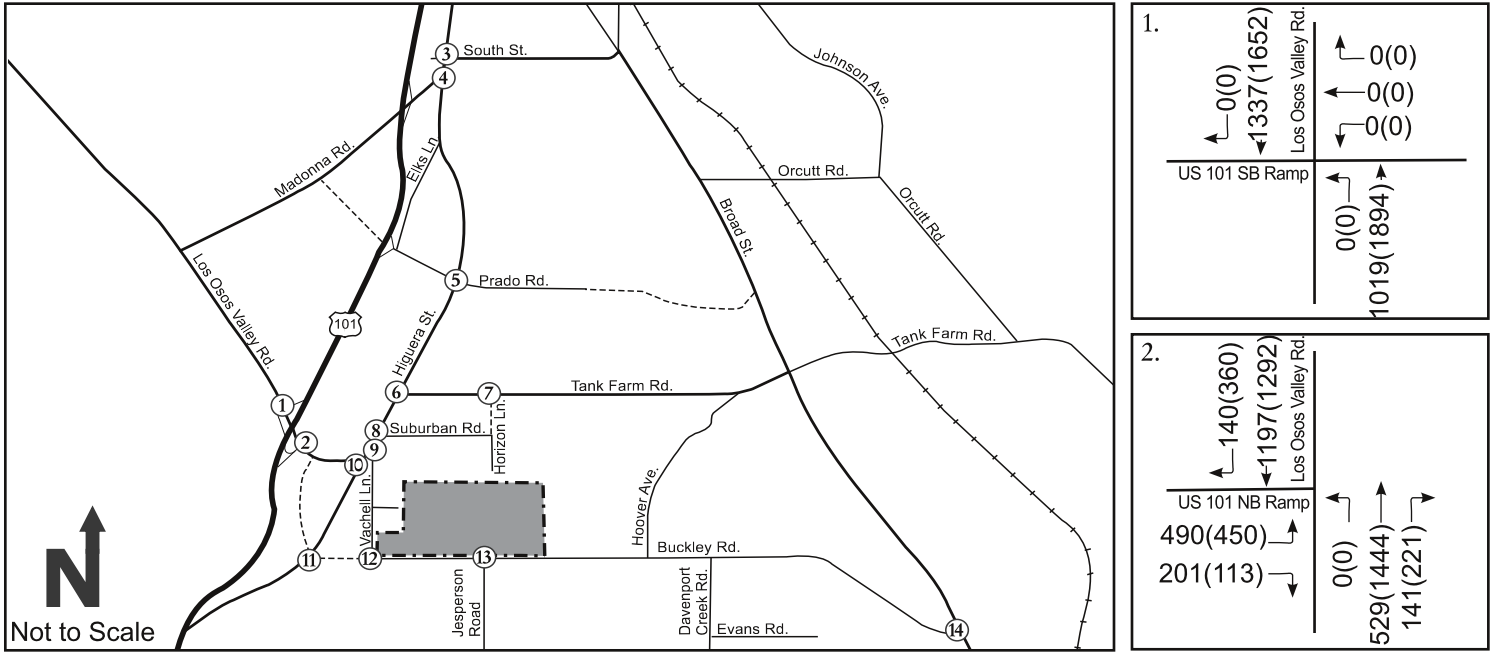 3
South St.
4
Johnson Ave.
Madonna Rd.
Elks Ln
Orcutt Rd.
Orcutt Rd.
Broad St.
Los Osos Valley Rd.
5
Prado Rd.
101
Higuera St.
Tank Farm Rd.
6
7
Tank Farm Rd.
1
8
Suburban Rd.
Horizon Ln.
2
9
10
Vachell Ln.
Hoover Ave.
11
12
13
Buckley Rd.
N
Not to Scale
Jesperson
Road
Davenport
Creek Rd.
Evans Rd.
14
1.
0(0)
1337(1652)
Los Osos Valley Rd.
0(0)
0(0)
0(0)
US 101 SB Ramp
0(0)
1019(1894)
2.
140(360)
1197(1292)
Los Osos Valley Rd.
US 101 NB Ramp
490(450)
201(113)
0(0)
529(1444)
141(221)